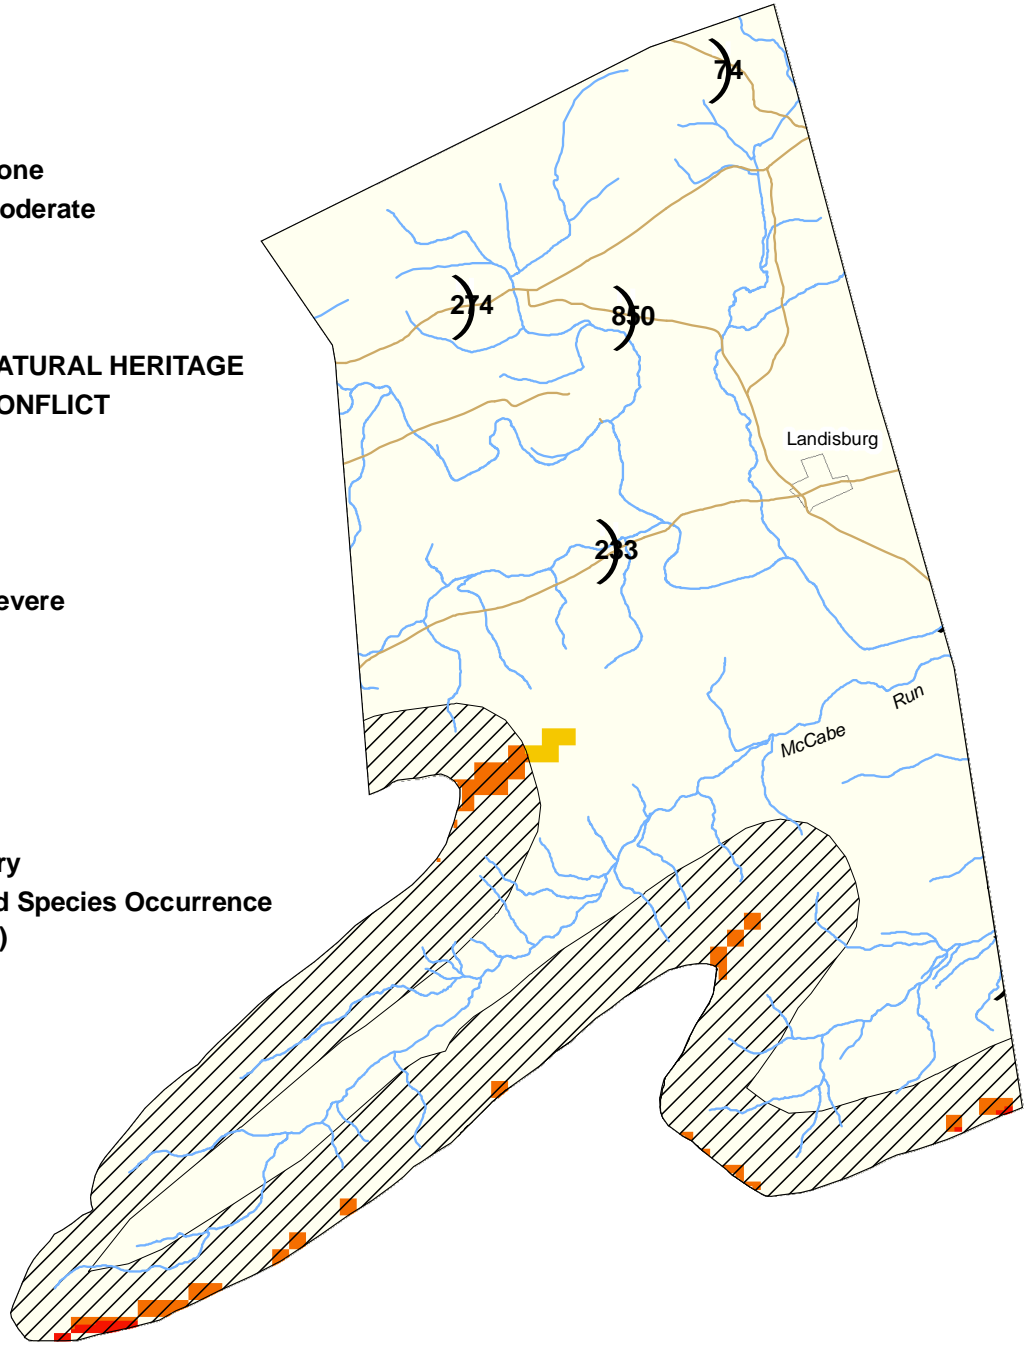 74
one
oderate
274
850
ATURAL HERITAGE
ONFLICT
Landisburg
233
evere
Run
McCabe
ry
d Species Occurrence
)